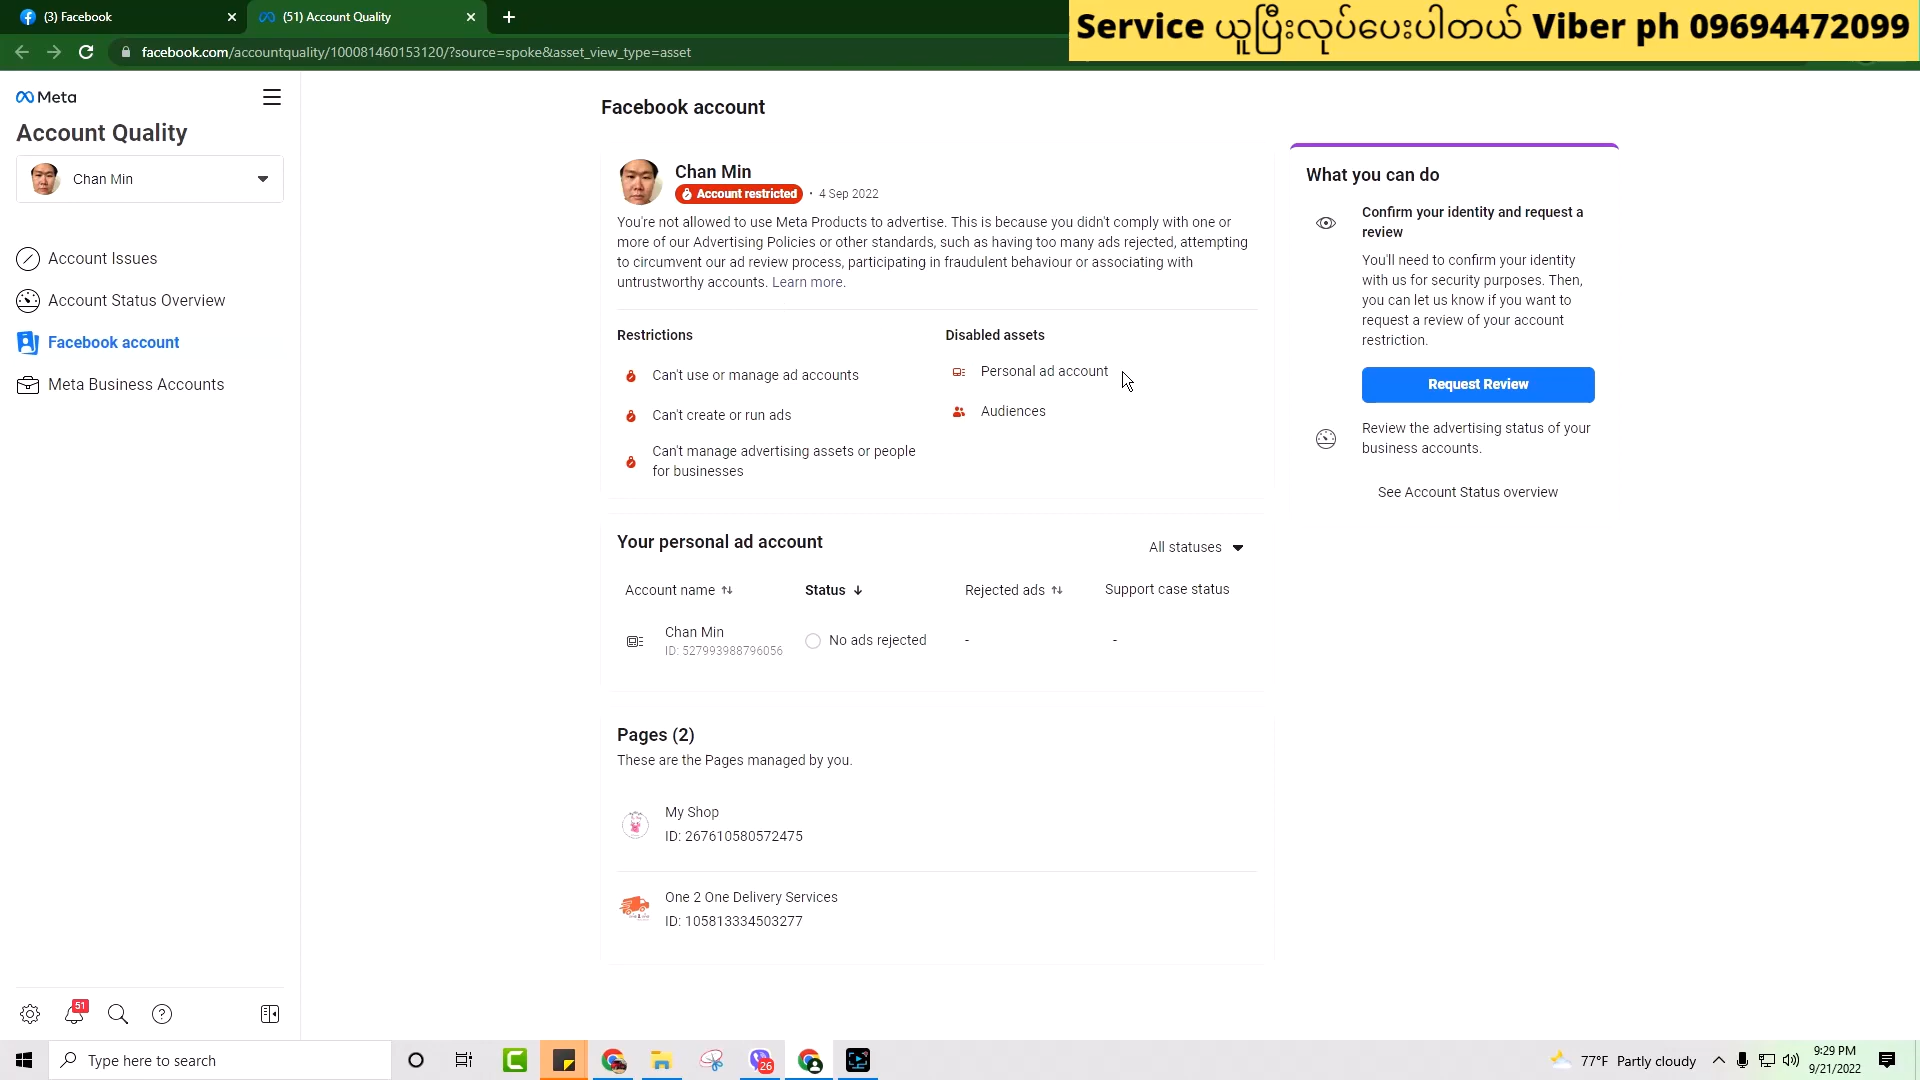 (3) Facebook
(51) Account Quality
Service ယူပြီးလုပ်ပေးပါတယ် Viber ph 09694472099
facebook.com/accountquality/100081460153120/?source=spoke&asset_view_type=asset
Meta
Account Quality
Chan Min
Account Issues
Account Status Overview
Facebook account
Meta Business Accounts
Facebook account
Chan Min
Account restricted · 4 Sep 2022
You're not allowed to use Meta Products to advertise. This is because you didn't comply with one or
more of our Advertising Policies or other standards, such as having too many ads rejected, attempting
to circumvent our ad review process, participating in fraudulent behaviour or associating with
untrustworthy accounts. Learn more.
Restrictions
Can't use or manage ad accounts
Can't create or run ads
Can't manage advertising assets or people
for businesses
Disabled assets
Personal ad account
Audiences
What you can do
Confirm your identity and request a
review
You'll need to confirm your identity
with us for security purposes. Then,
you can let us know if you want to
request a review of your account
restriction.
Request Review
Review the advertising status of your
business accounts.
See Account Status overview
Your personal ad account
All statuses
Account name Status Rejected ads Support case status
Chan Min No ads rejected - -
ID: 527993988796056
Pages (2)
These are the Pages managed by you.
My Shop
ID: 267610580572475
One 2 One Delivery Services
ID: 105813334503277
51
Type here to search
26
77°F Partly cloudy
9:29 PM
9/21/2022